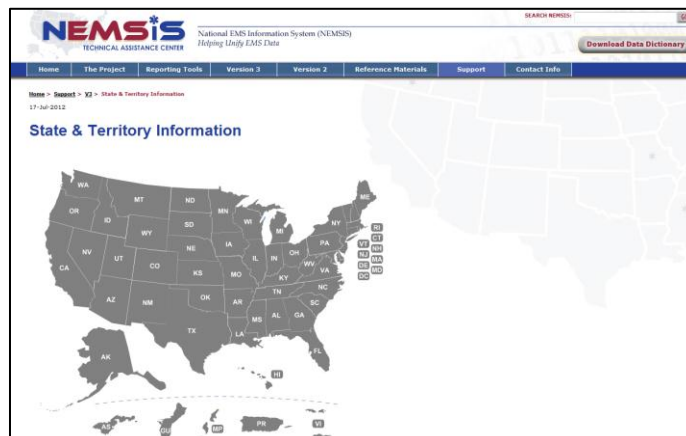 SEARCH NEMSIS:
NEMSIS
TECHNICAL ASSISTANCE CENTER
National EMS Information System (NEMSIS)
Helping Unify EMS Data
Download Data Dictionary
Home The Project Reporting Tools Version 3 Version 2 Reference Materials Support Contact Info
Home > Support > V2 > State & Territory Information
17-Jul-2012
State & Territory Information
WA
MT
ND
MN
ME
OR
ID
WY
SD
WI
MI
NY
RI
CT
NV
UT
CO
NE
IA
IL
IN
OH
PA
VT
NH
NJ
MA
CA
KS
MO
KY
WV
VA
DE
MD
DC
AZ
NM
OK
AR
TN
NC
SC
TX
LA
MS
AL
GA
FL
AK
HI
AS
GU
MP
PR
VI